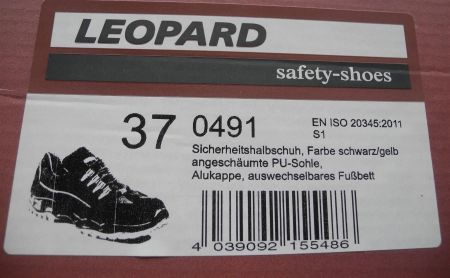 LEOPARD
safety-shoes
37 0491 EN ISO 20345:2011
S1
Sicherheitshalbschuh, Farbe schwarz/gelb
angeschäumte PU-Sohle,
Alukappe, auswechselbares Fußbett
4 039092 155486